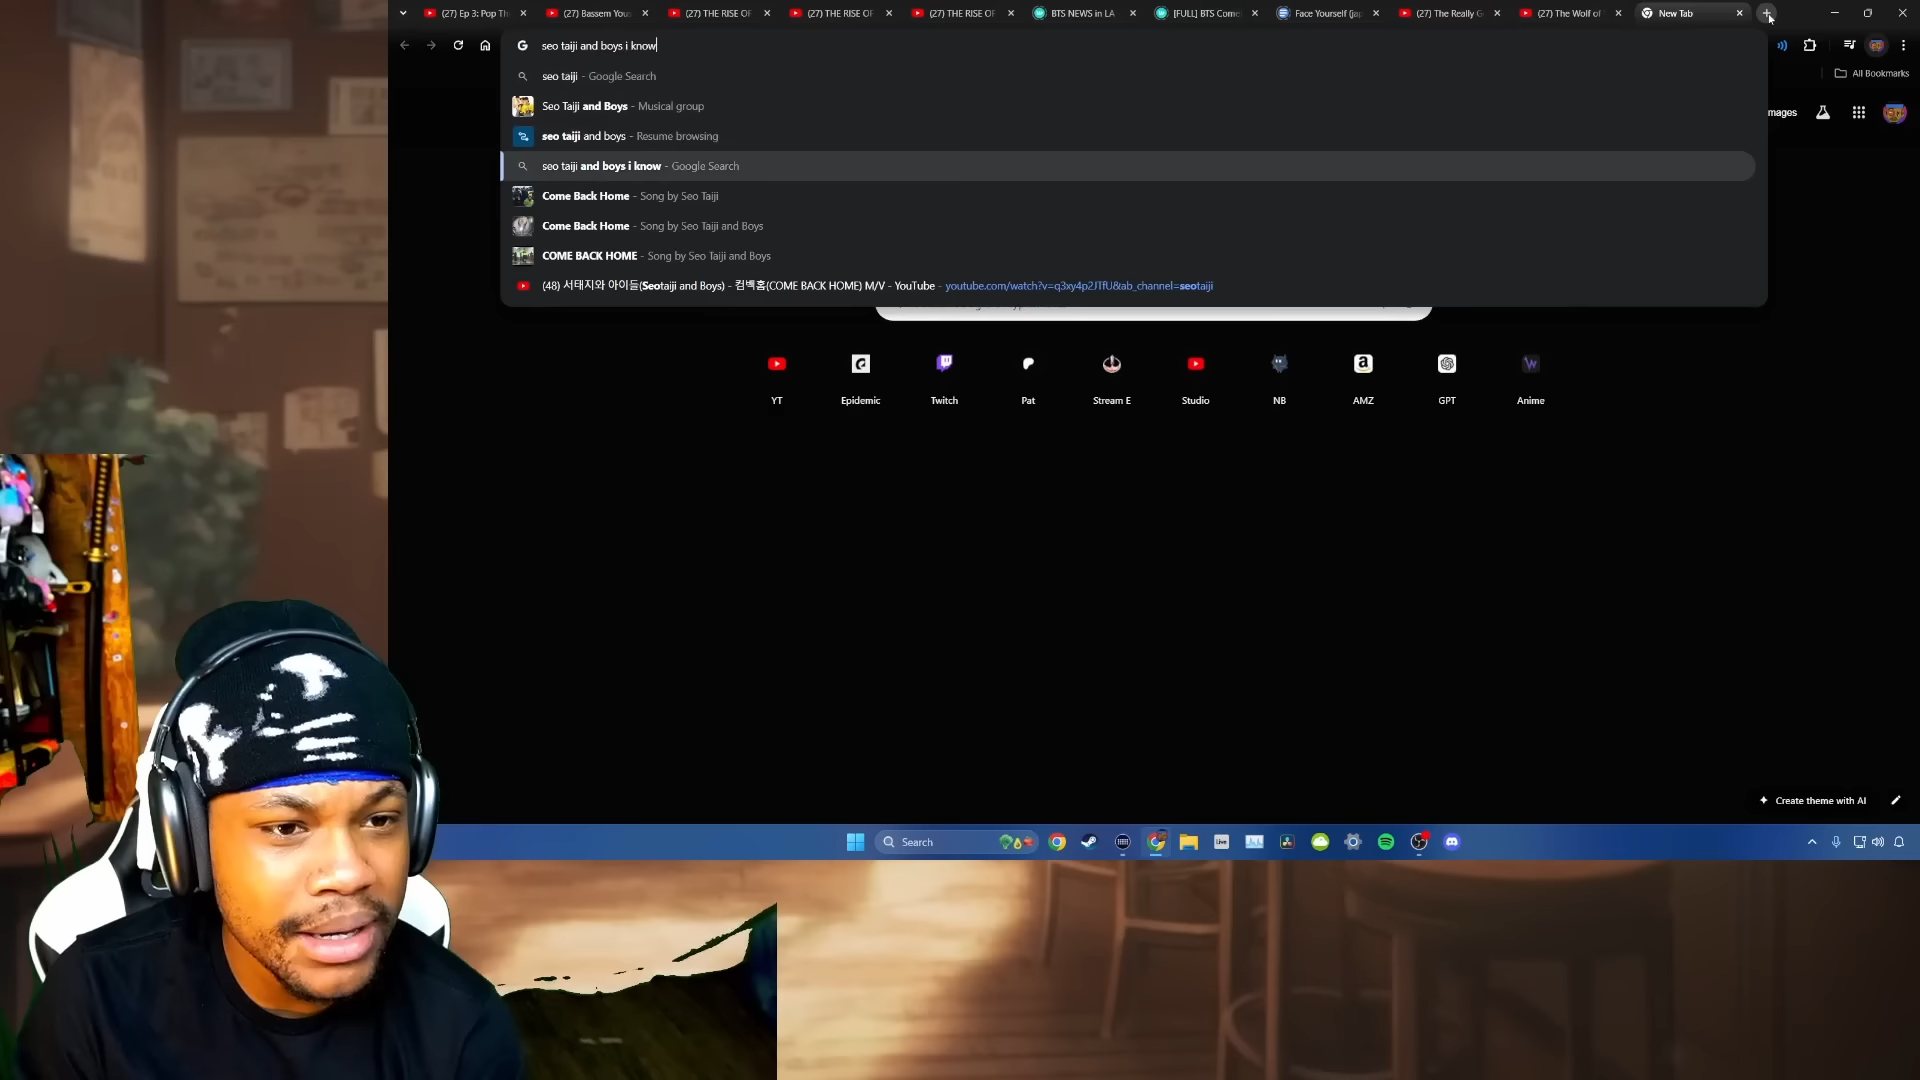 (27) Ep 3: Pop Th
(27) Bassem Yous
(27) THE RISE OF
(27) THE RISE OF
(27) THE RISE OF
BTS NEWS in LA
[FULL] BTS Come
Face Yourself (jap
(27) The Really G
(27) The Wolf of
New Tab
seo taiji and boys i know
All Bookmarks
seo taiji - Google Search
Seo Taiji and Boys - Musical group
mages
seo taiji and boys - Resume browsing
seo taiji and boys i know - Google Search
Come Back Home - Song by Seo Taiji
Come Back Home - Song by Seo Taiji and Boys
COME BACK HOME - Song by Seo Taiji and Boys
(48) 서태지와 아이들(Seotaiji and Boys) - 컴백홈(COME BACK HOME) M/V - YouTube - youtube.com/watch?v=q3xy4p2JTfU&ab_channel=seotaiji
YT
Epidemic
Twitch
Pat
Stream E
Studio
NB
AMZ
GPT
Anime
Create theme with AI
Search